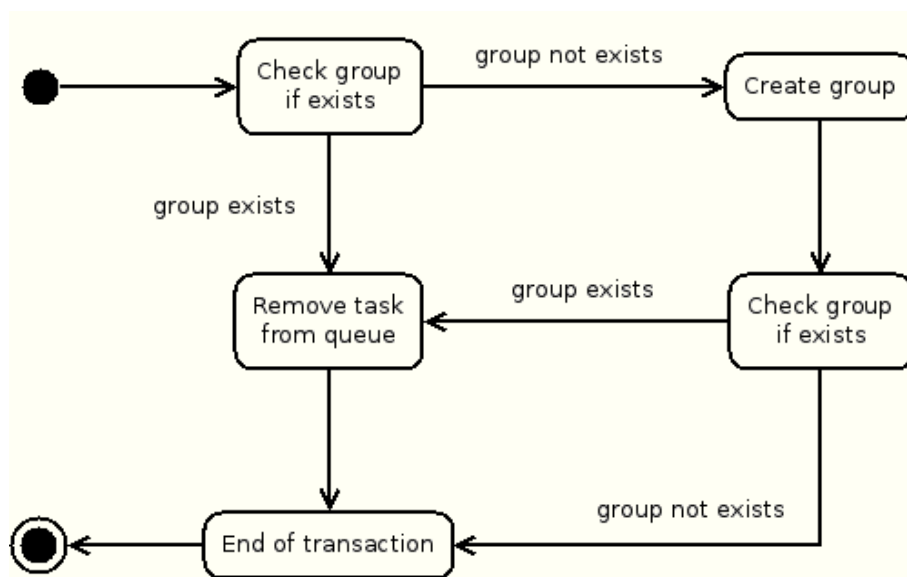 Check group
if exists
group not exists
Create group
group exists
Remove task
from queue
group exists
Check group
if exists
group not exists
End of transaction